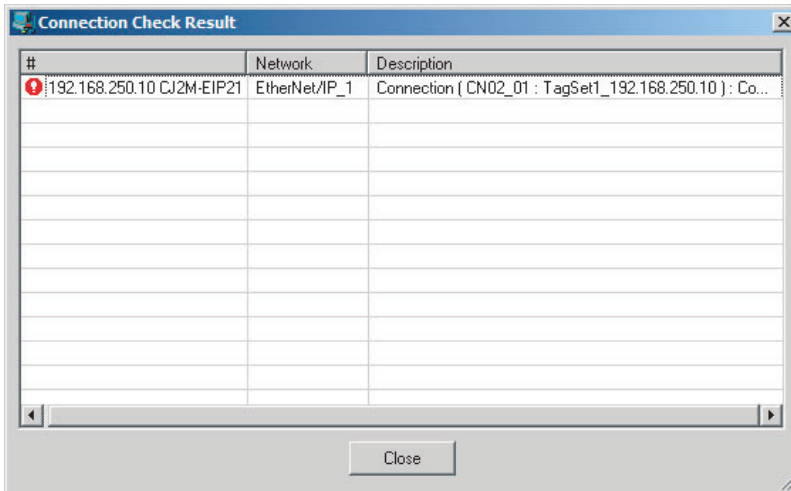 Connection Check Result
# Network Description
192.168.250.10 CJ2M-EIP21 EtherNet/IP_1 Connection ( CN02_01 : TagSet1_192.168.250.10 ) : Co...
Close